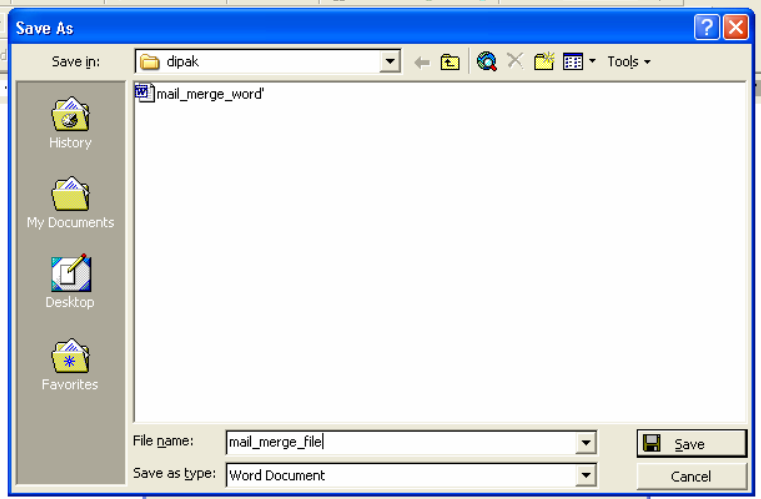 Save As
Save in: dipak Tools
mail_merge_word'
History
My Documents
Desktop
Favorites
File name: mail_merge_file Save
Save as type: Word Document Cancel